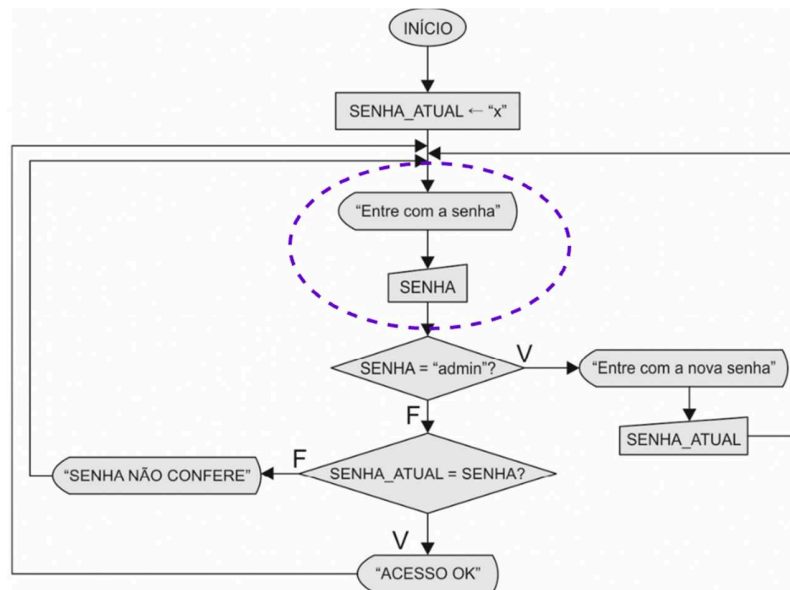 INÍCIO
SENHA_ATUAL ← “x”
“Entre com a senha”
SENHA
SENHA = “admin”?
V
“Entre com a nova senha”
F
SENHA_ATUAL
“SENHA NÃO CONFERE”
F
SENHA_ATUAL = SENHA?
V
“ACESSO OK”